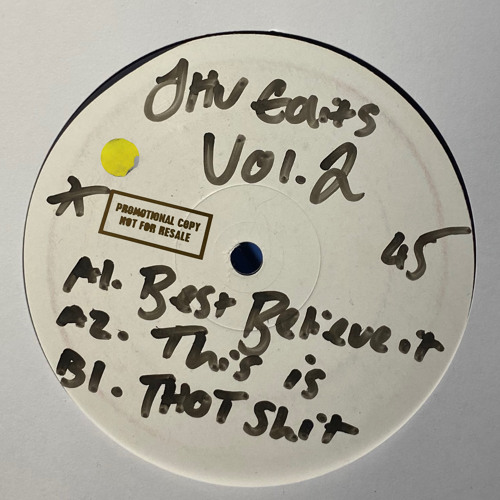 JHV Edits
Vol. 2
PROMOTIONAL COPY
NOT FOR RESALE
45
A1. Best Believe it
A2. This is
B1. THOT Shit